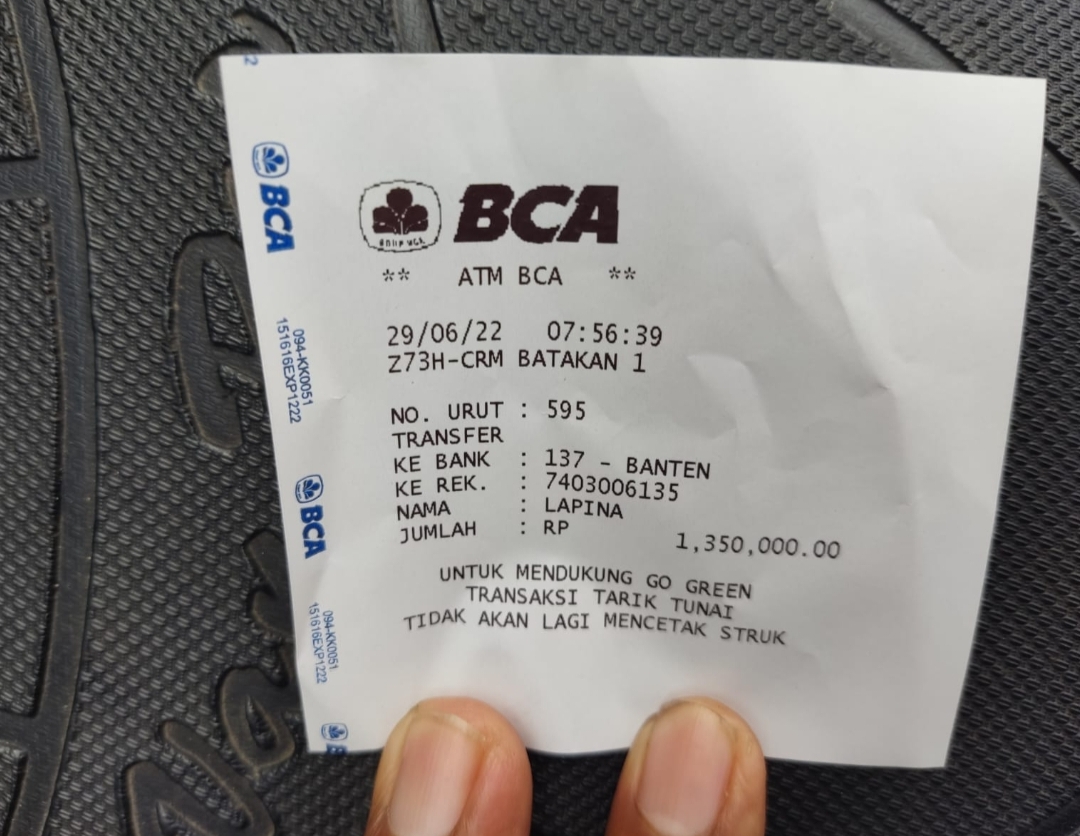 BCA
** ATM BCA **
29/06/22 07:56:39
Z73H-CRM BATAKAN 1
NO. URUT : 595
TRANSFER
KE BANK : 137 - BANTEN
KE REK. : 7403006135
NAMA : LAPINA
JUMLAH : RP 1,350,000.00
UNTUK MENDUKUNG GO GREEN
TRANSAKSI TARIK TUNAI
TIDAK AKAN LAGI MENCETAK STRUK
BCA
094-KK0051
151616EXP1222
BCA
094-KK0051
151616EXP1222